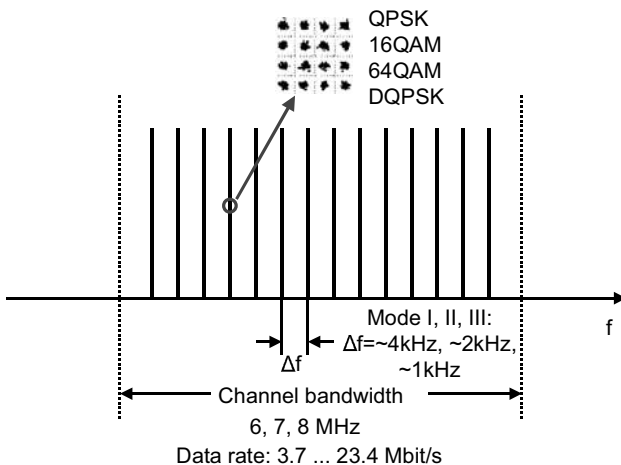 QPSK
16QAM
64QAM
DQPSK
f
Mode I, II, III:
Δf=~4kHz, ~2kHz,
~1kHz
Δf
Channel bandwidth
6, 7, 8 MHz
Data rate: 3.7 ... 23.4 Mbit/s